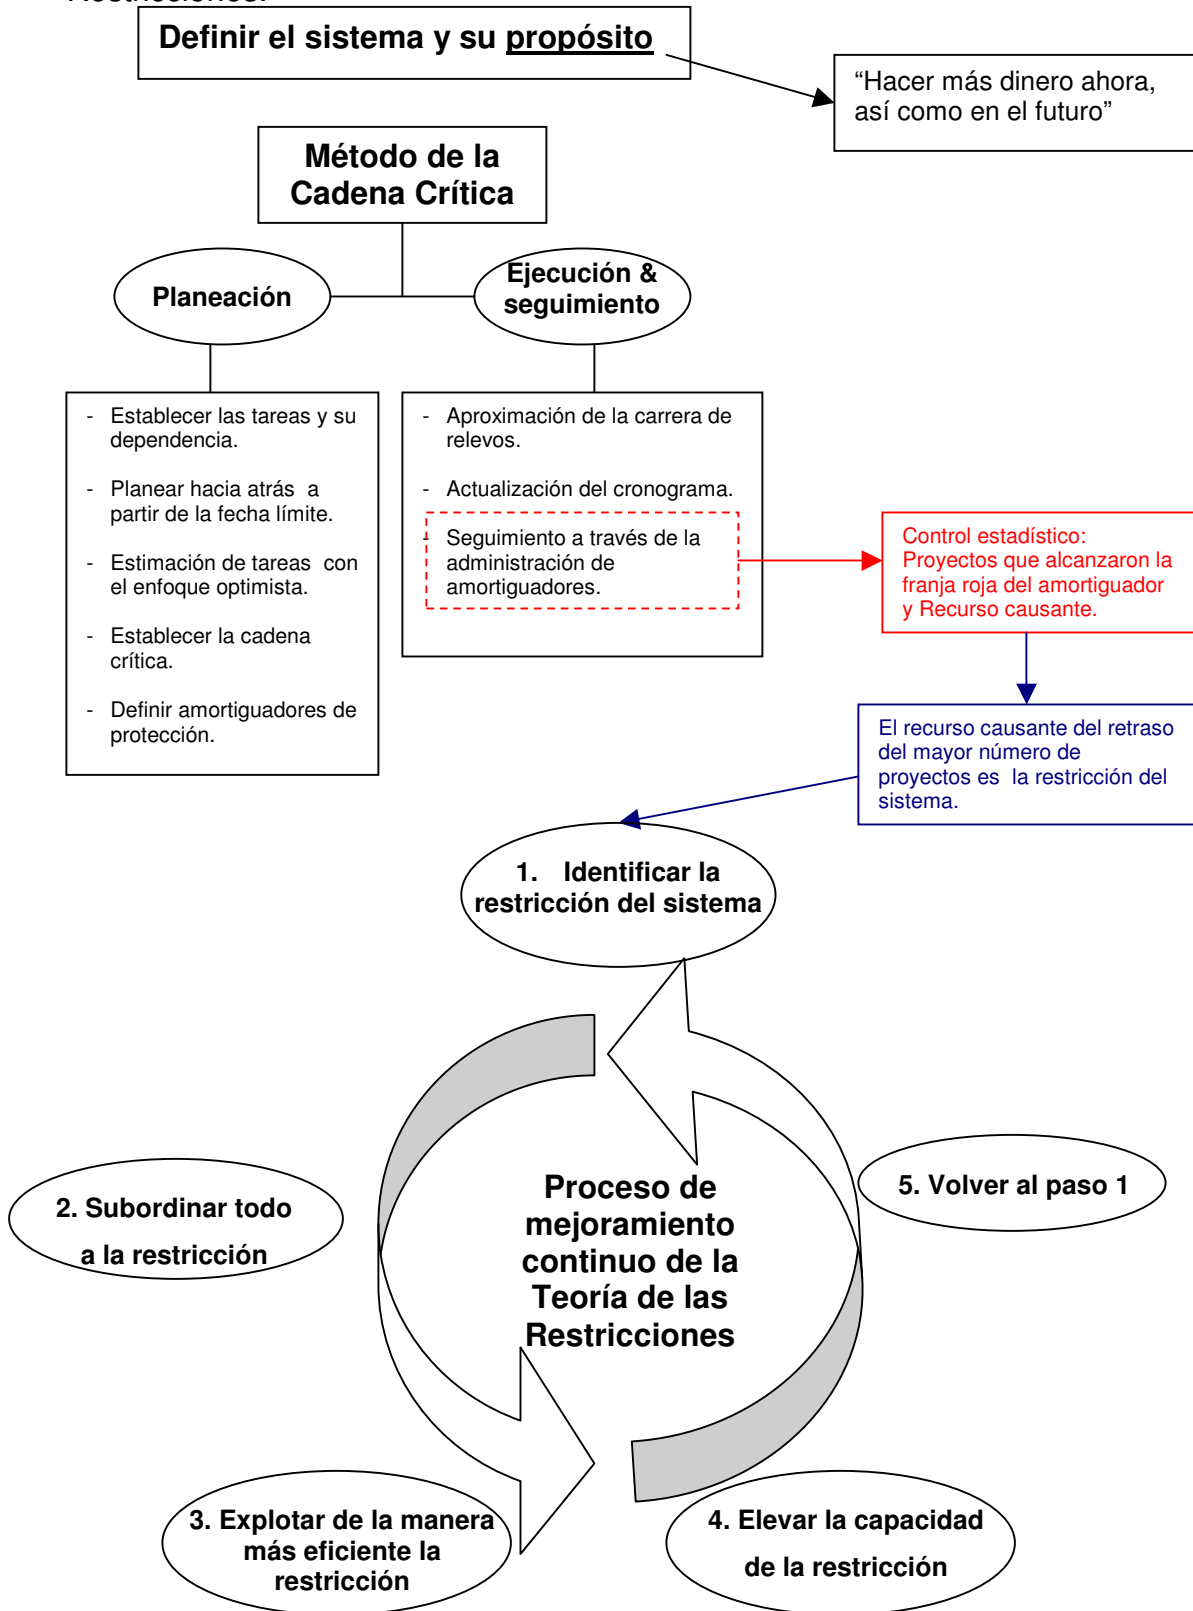 Restricciones.
Definir el sistema y su propósito
“Hacer más dinero ahora,
así como en el futuro”
Método de la
Cadena Crítica
Planeación
Ejecución &
seguimiento
- Establecer las tareas y su
dependencia.
- Planear hacia atrás a
partir de la fecha límite.
- Estimación de tareas con
el enfoque optimista.
- Establecer la cadena
crítica.
- Definir amortiguadores de
protección.
- Aproximación de la carrera de
relevos.
- Actualización del cronograma.
- Seguimiento a través de la
administración de
amortiguadores.
Control estadístico:
Proyectos que alcanzaron la
franja roja del amortiguador
y Recurso causante.
El recurso causante del retraso
del mayor número de
proyectos es la restricción del
sistema.
1. Identificar la
restricción del sistema
2. Subordinar todo
a la restricción
Proceso de
mejoramiento
continuo de la
Teoría de las
Restricciones
5. Volver al paso 1
3. Explotar de la manera
más eficiente la
restricción
4. Elevar la capacidad
de la restricción